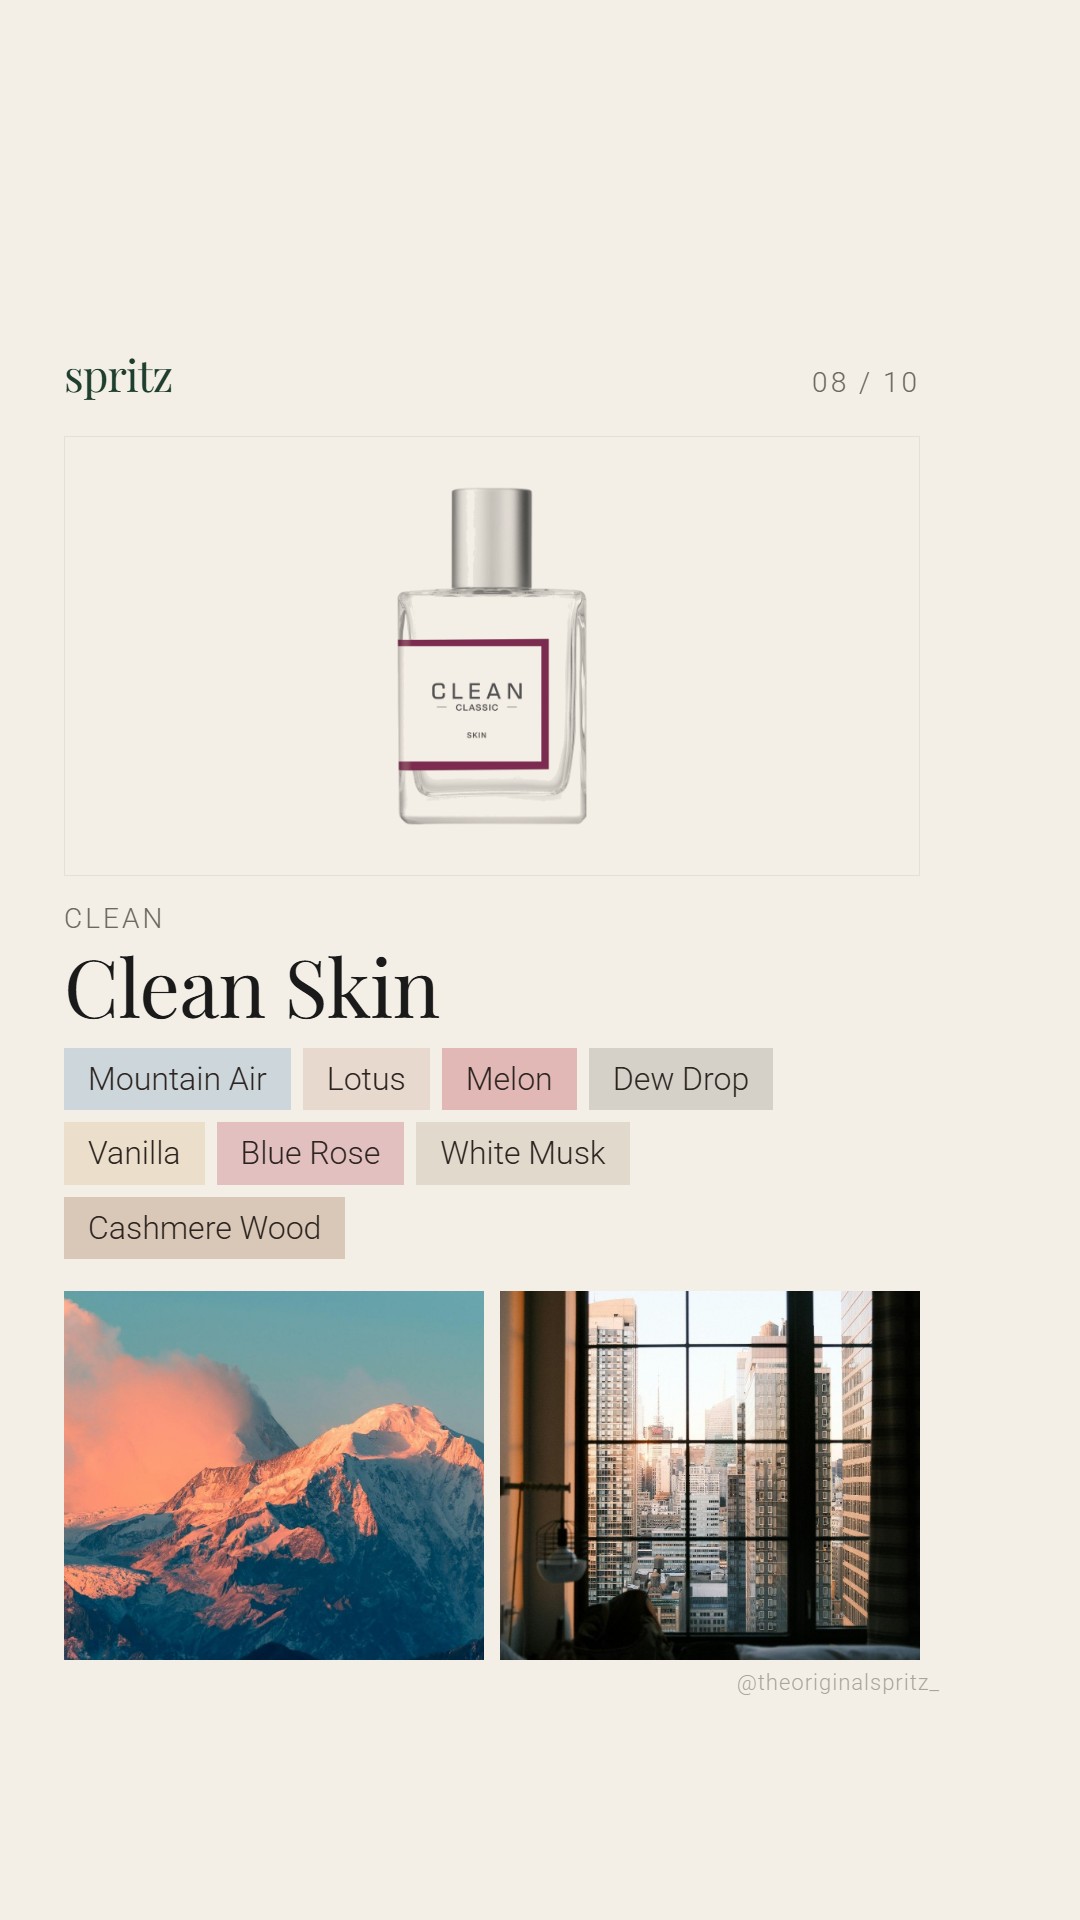 spritz
08 / 10
CLEAN
CLASSIC
SKIN
CLEAN
Clean Skin
Mountain Air Lotus Melon Dew Drop
Vanilla Blue Rose White Musk
Cashmere Wood
@theoriginalspritz_